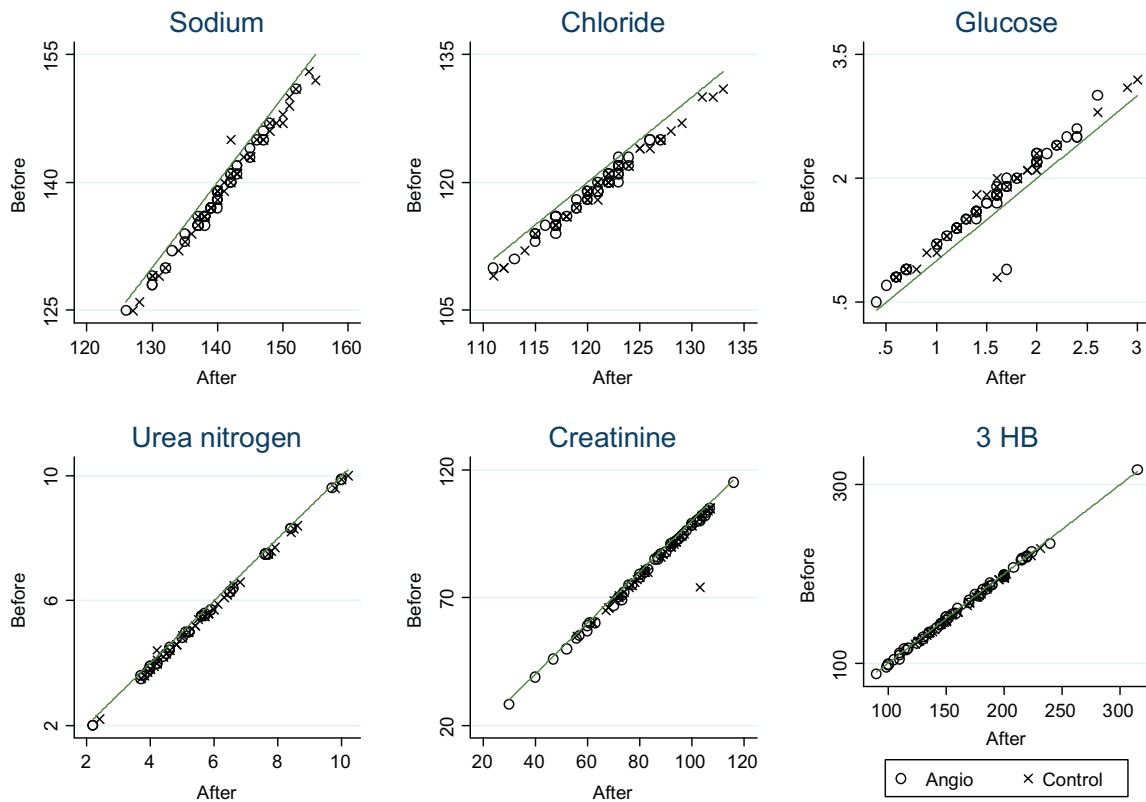 Sodium
155
140
125
Before
120 130 140 150 160
After
Chloride
135
120
105
Before
110 115 120 125 130 135
After
Glucose
3.5
2
.5
Before
.5 1 1.5 2 2.5 3
After
Urea nitrogen
10
6
2
Before
2 4 6 8 10
After
Creatinine
120
70
20
Before
20 40 60 80 100 120
After
3 HB
300
100
Before
100 150 200 250 300
After
Angio Control